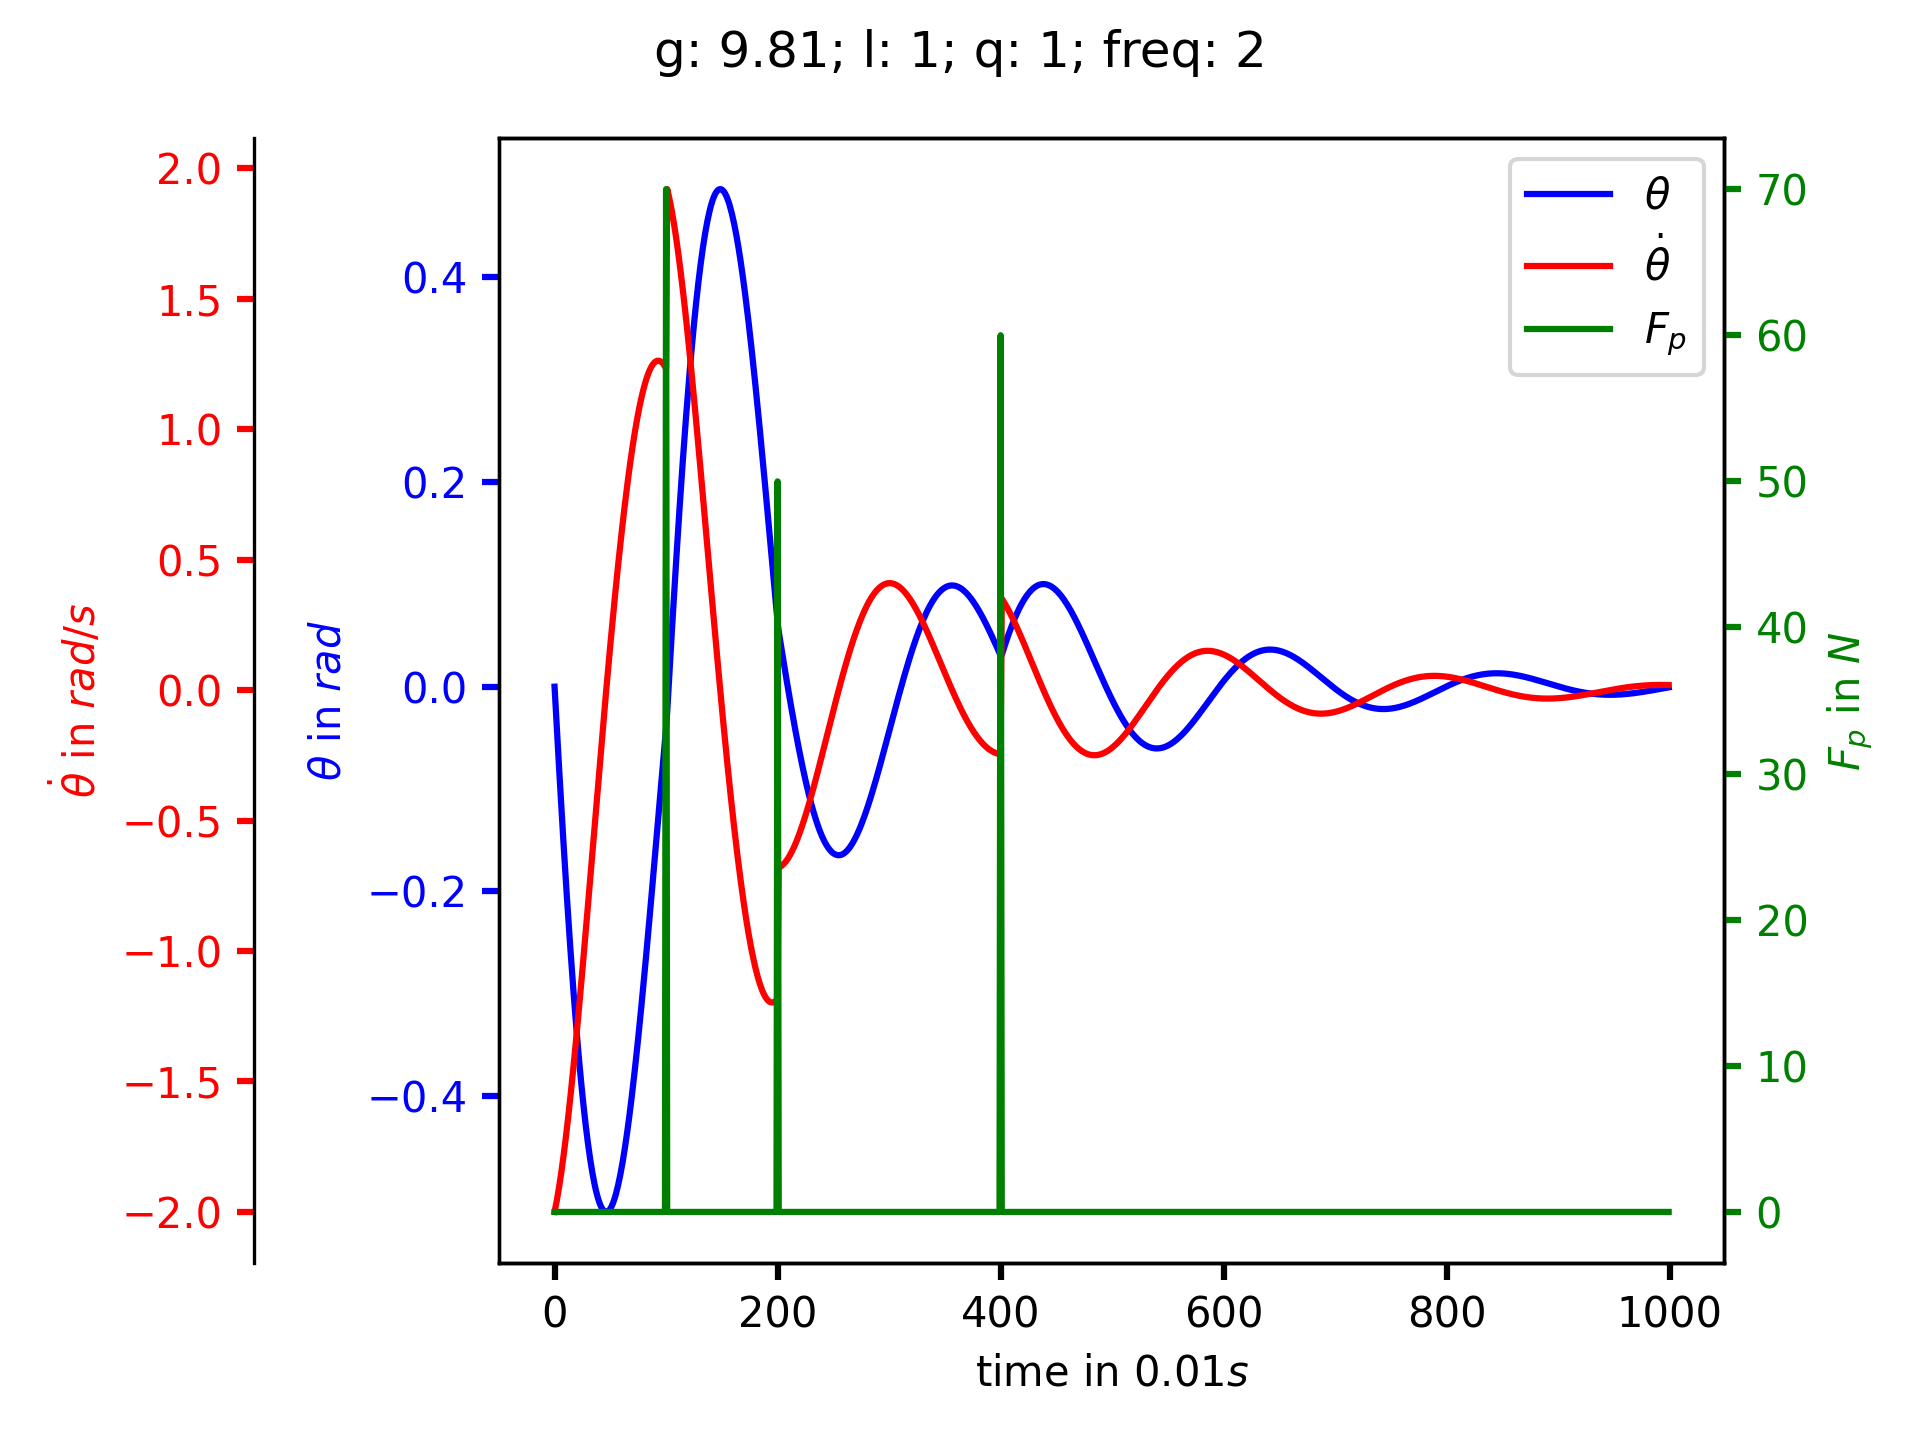 g: 9.81; l: 1; q: 1; freq: 2
2.0
1.5
1.0
0.5
0.0
−0.5
−1.0
−1.5
−2.0
θ̇ in rad/s
0.4
0.2
0.0
−0.2
−0.4
θ in rad
θ
θ̇
F_p
70
60
50
40
30
20
10
0
F_p in N
0 200 400 600 800 1000
time in 0.01s